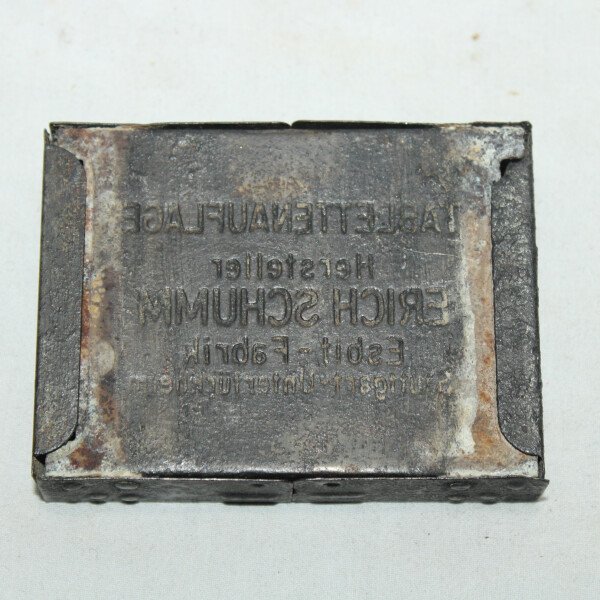 TABLETTENAUFLAGE
Hersteller
ERICH SCHUMM
Esbit-Fabrik
Stuttgart-Untertürkheim